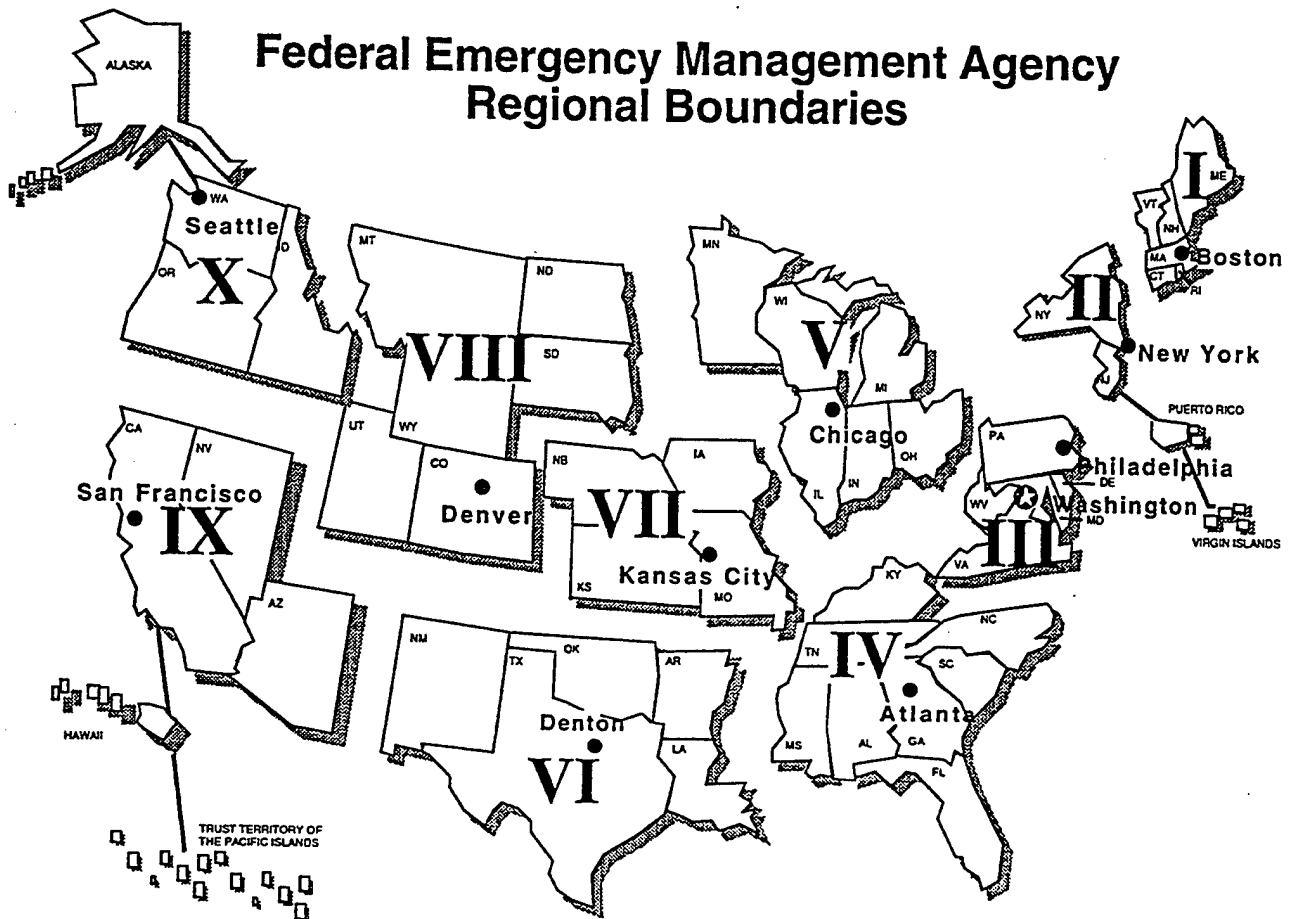 Federal Emergency Management Agency
Regional Boundaries
ALASKA
WA
Seattle
OR
X
MT
ND
SD
VIII
UT
WY
CO
Denver
MN
WI
V
MI
Chicago
IL
IN
OH
I
ME
VT
NH
MA
Boston
CT
RI
II
NY
New York
NJ
PUERTO RICO
VIRGIN ISLANDS
PA
Philadelphia
DE
Washington
WV
MD
III
VA
CA
NV
San Francisco
IX
AZ
HAWAII
TRUST TERRITORY OF
THE PACIFIC ISLANDS
NB
IA
VII
Kansas City
KS
MO
NM
TX
OK
AR
Denton
LA
VI
KY
NC
TN
IV
SC
Atlanta
MS
AL
GA
FL